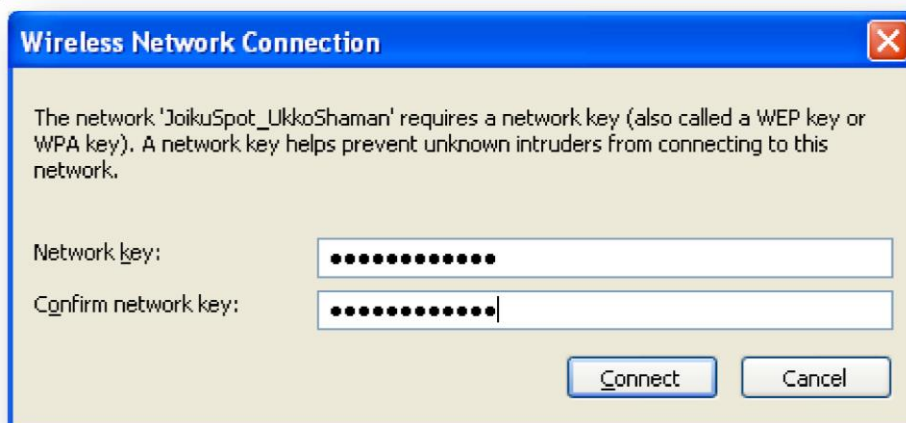 Wireless Network Connection
The network 'JoikuSpot_UkkoShaman' requires a network key (also called a WEP key or
WPA key). A network key helps prevent unknown intruders from connecting to this
network.
Network key: ••••••••••••
Confirm network key: ••••••••••••
Connect Cancel